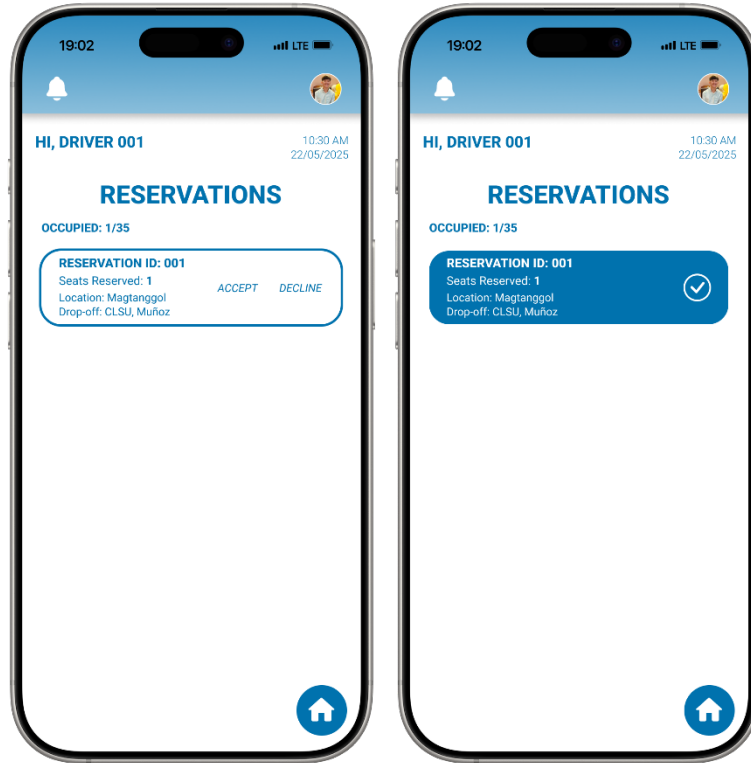 19:02
LTE
HI, DRIVER 001
10:30 AM
22/05/2025
RESERVATIONS
OCCUPIED: 1/35
RESERVATION ID: 001
Seats Reserved: 1
Location: Magtanggol
Drop-off: CLSU, Muñoz
ACCEPT DECLINE
19:02
LTE
HI, DRIVER 001
10:30 AM
22/05/2025
RESERVATIONS
OCCUPIED: 1/35
RESERVATION ID: 001
Seats Reserved: 1
Location: Magtanggol
Drop-off: CLSU, Muñoz